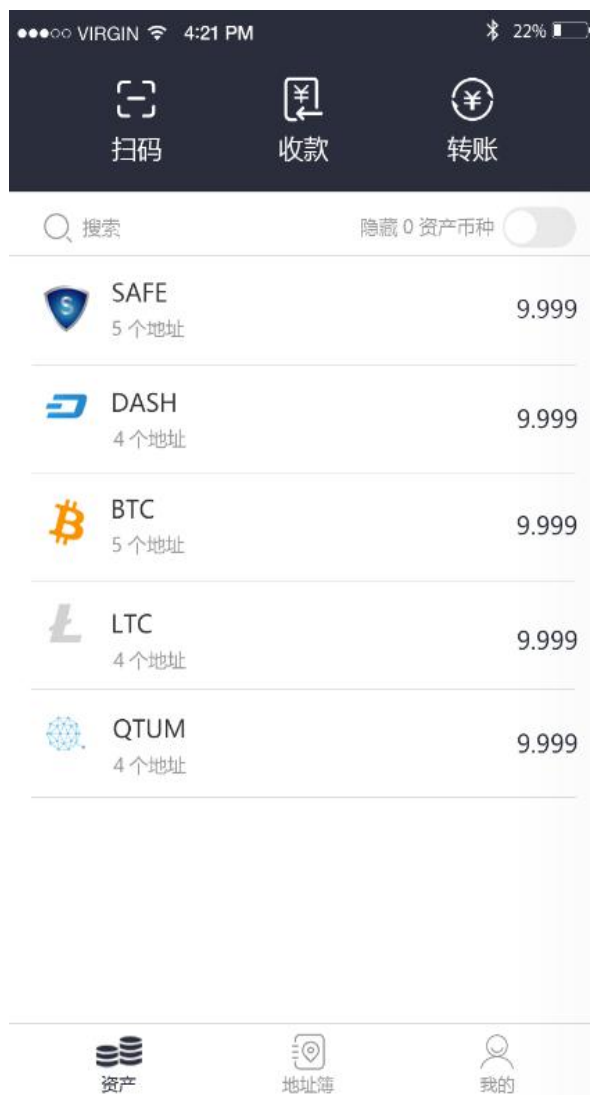 VIRGIN 4:21 PM 22%
扫码 收款 转账
搜索 隐藏 0 资产币种
SAFE
9.999
5 个地址
DASH
9.999
4 个地址
BTC
9.999
5 个地址
LTC
9.999
4 个地址
QTUM
9.999
4 个地址
资产 地址簿 我的